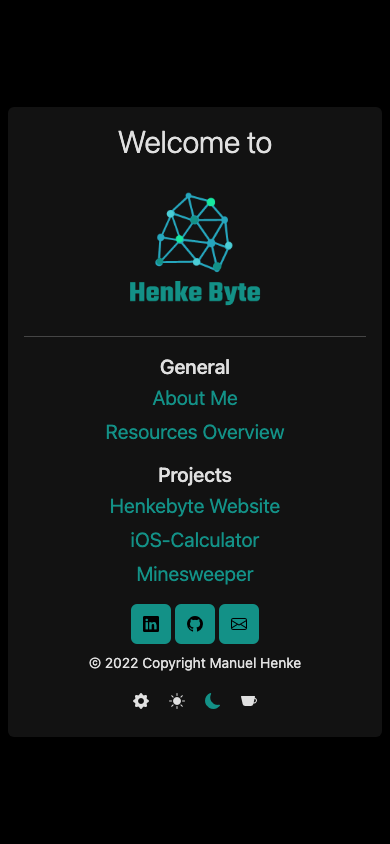 Welcome to
Henke Byte
General
About Me
Resources Overview
Projects
Henkebyte Website
iOS-Calculator
Minesweeper
in
© 2022 Copyright Manuel Henke